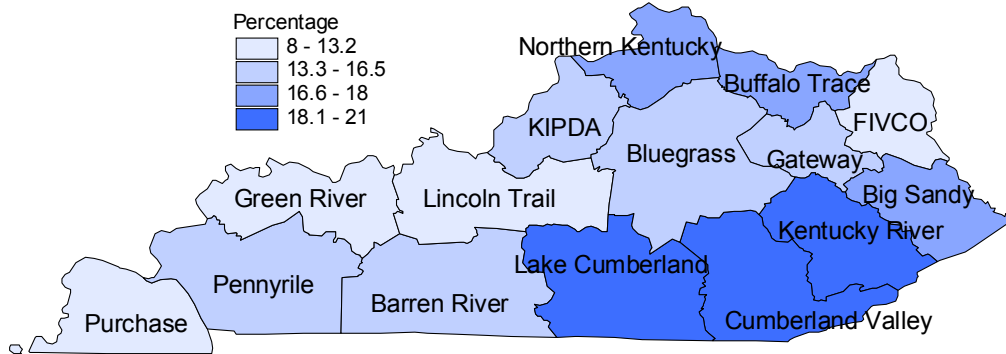 Percentage
8 - 13.2
13.3 - 16.5
16.6 - 18
18.1 - 21
Northern Kentucky
Buffalo Trace
FIVCO
KIPDA
Bluegrass
Gateway
Green River
Lincoln Trail
Big Sandy
Kentucky River
Lake Cumberland
Pennyrile
Barren River
Purchase
Cumberland Valley